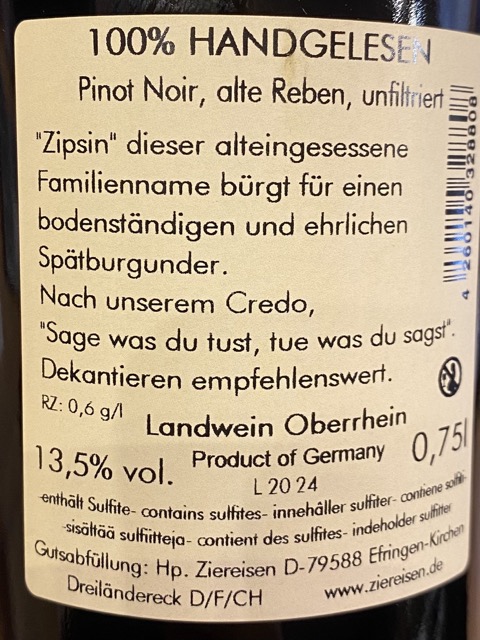 100% HANDGELESEN
Pinot Noir, alte Reben, unfiltriert
"Zipsin" dieser alteingesessene
Familienname bürgt für einen
bodenständigen und ehrlichen
Spätburgunder.
Nach unserem Credo,
"Sage was du tust, tue was du sagst".
Dekantieren empfehlenswert.
RZ: 0,6 g/l
Landwein Oberrhein
13,5% vol.
Product of Germany
0,75l
L 20 24
-enthält Sulfite- contains sulfites- innehåller sulfiter- contiene
-sisältää sulfiitteja- contient des sulfites- indeholder sulfitter
Gutsabfüllung: Hp. Ziereisen D-79588 Efringen-Kirchen
Dreiländereck D/F/CH
www.ziereisen.de
4 260140 328808